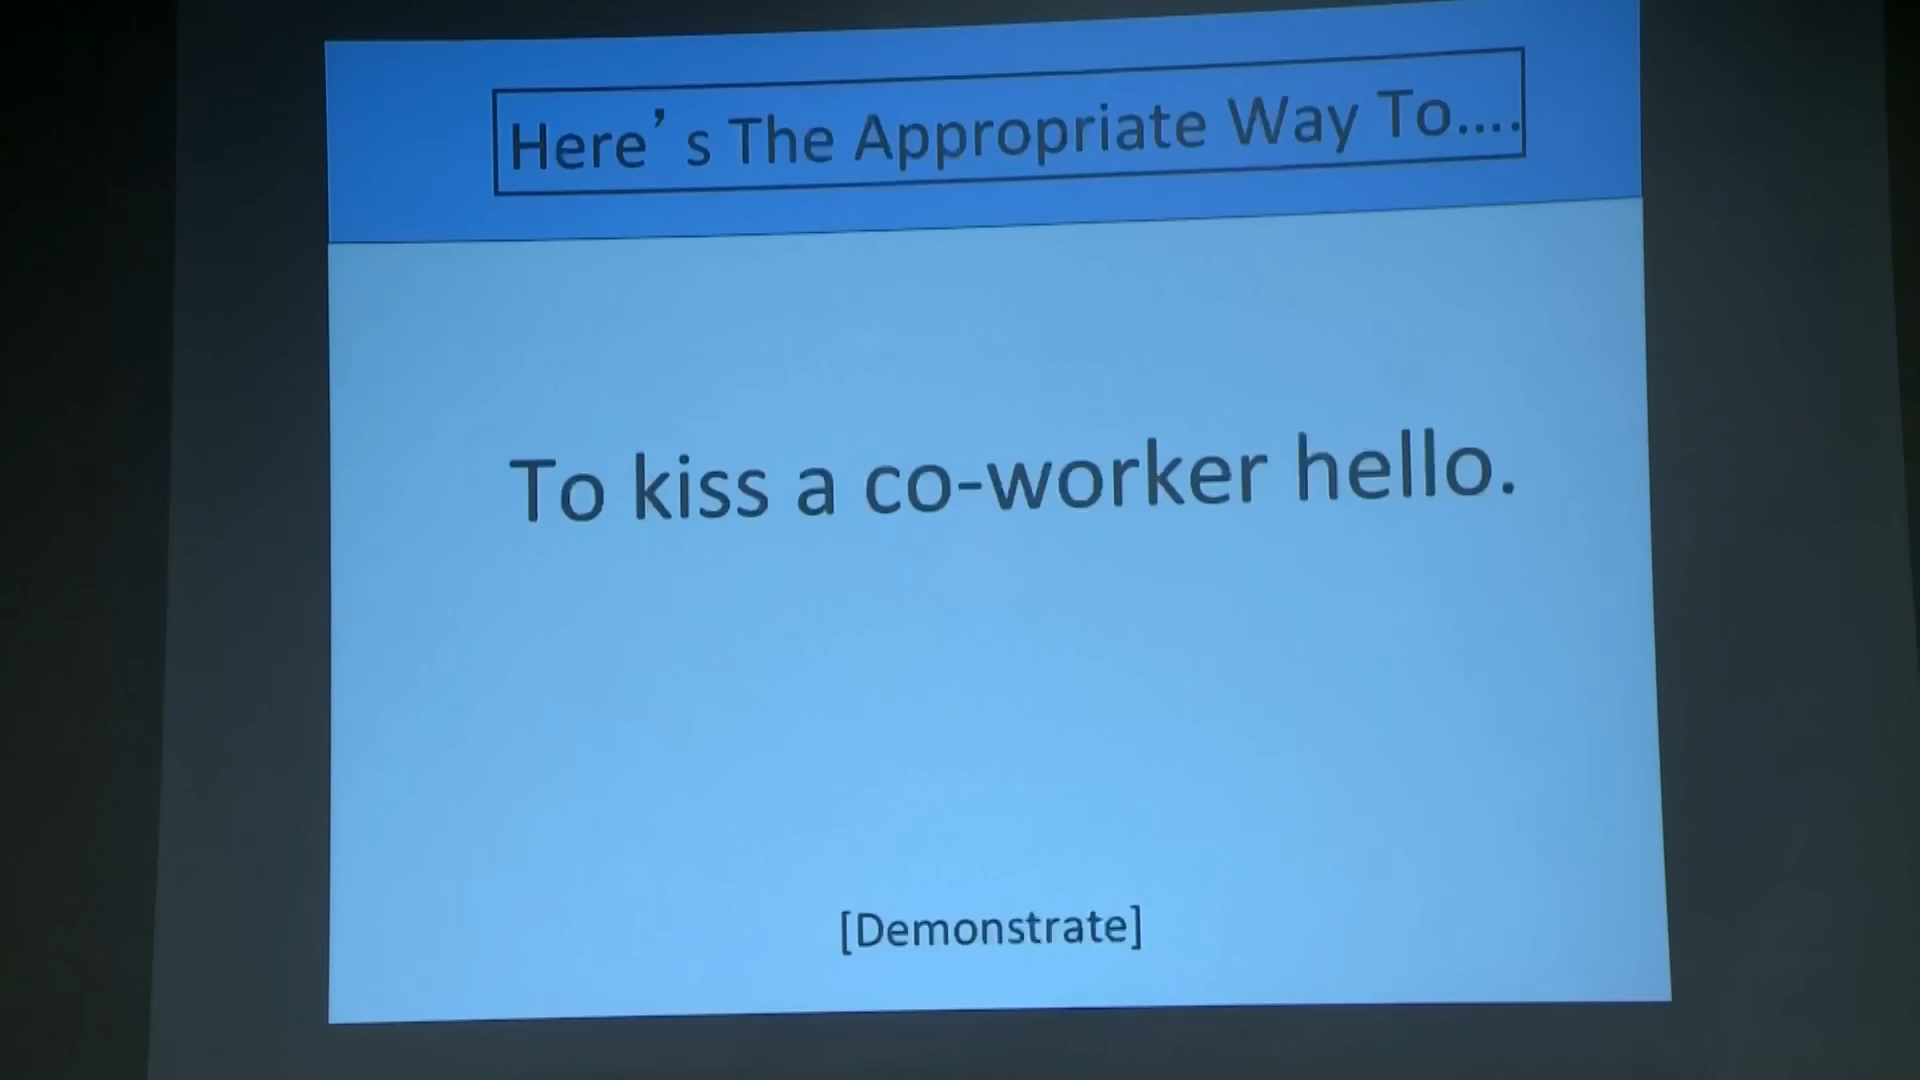 Here’s The Appropriate Way To....
To kiss a co-worker hello.
[Demonstrate]